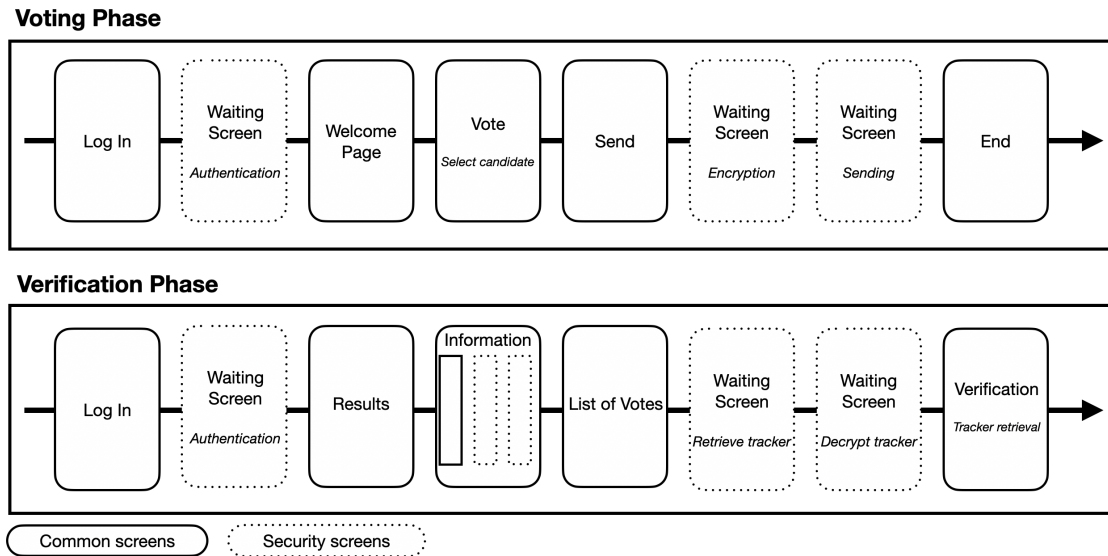 Voting Phase
Log In
Waiting
Screen
Authentication
Welcome
Page
Vote
Select candidate
Send
Waiting
Screen
Encryption
Waiting
Screen
Sending
End
Verification Phase
Log In
Waiting
Screen
Authentication
Results
Information
List of Votes
Waiting
Screen
Retrieve tracker
Waiting
Screen
Decrypt tracker
Verification
Tracker retrieval
Common screens
Security screens